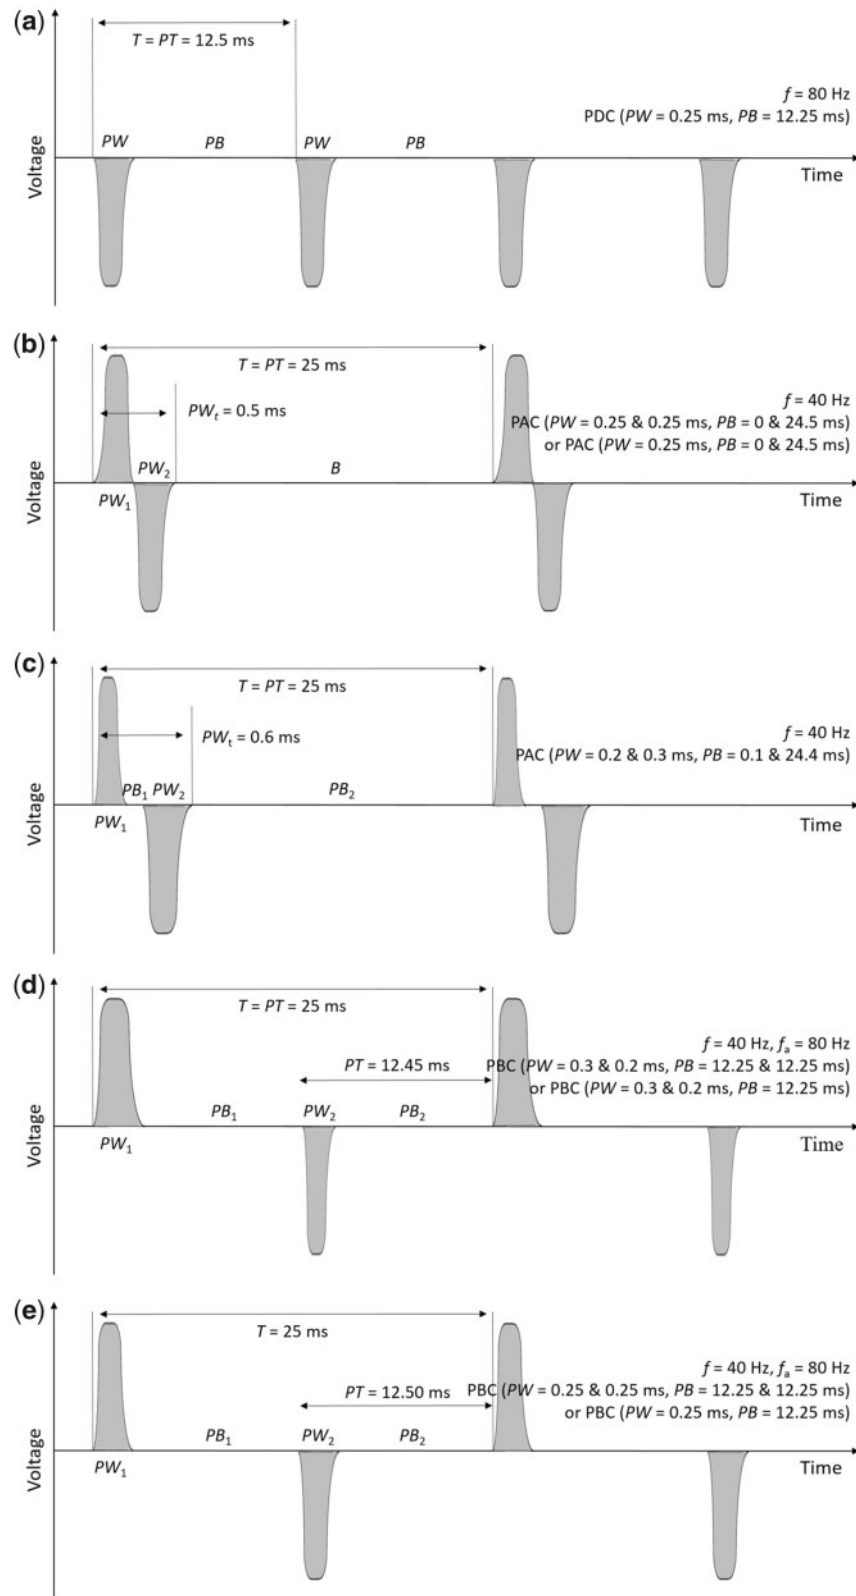 (a)
T = PT = 12.5 ms
f = 80 Hz
PDC (PW = 0.25 ms, PB = 12.25 ms)
PW PB PW PB
Voltage
Time
(b)
T = PT = 25 ms
PWt = 0.5 ms
f = 40 Hz
PAC (PW = 0.25 & 0.25 ms, PB = 0 & 24.5 ms)
or PAC (PW = 0.25 ms, PB = 0 & 24.5 ms)
PW2 B
Voltage
PW1
Time
(c)
T = PT = 25 ms
PWt = 0.6 ms
f = 40 Hz
PAC (PW = 0.2 & 0.3 ms, PB = 0.1 & 24.4 ms)
PB1 PW2 PB2
Voltage
PW1
Time
(d)
T = PT = 25 ms
f = 40 Hz, fa = 80 Hz
PT = 12.45 ms
PBC (PW = 0.3 & 0.2 ms, PB = 12.25 & 12.25 ms)
or PBC (PW = 0.3 & 0.2 ms, PB = 12.25 ms)
PB1 PW2 PB2
Voltage
PW1
Time
(e)
T = 25 ms
f = 40 Hz, fa = 80 Hz
PT = 12.50 ms
PBC (PW = 0.25 & 0.25 ms, PB = 12.25 & 12.25 ms)
or PBC (PW = 0.25 ms, PB = 12.25 ms)
PB1 PW2 PB2
Voltage
PW1
Time